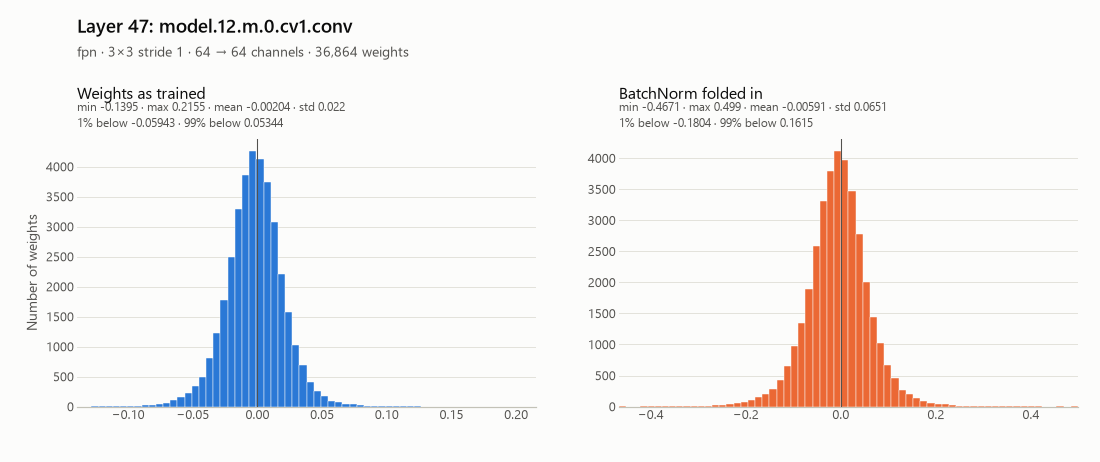 Layer 47: model.12.m.0.cv1.conv
fpn · 3×3 stride 1 · 64 → 64 channels · 36,864 weights
Weights as trained
min -0.1395 · max 0.2155 · mean -0.00204 · std 0.022
1% below -0.05943 · 99% below 0.05344
Number of weights
4000
3500
3000
2500
2000
1500
1000
500
0
−0.10 −0.05 0.00 0.05 0.10 0.15 0.20
BatchNorm folded in
min -0.4671 · max 0.499 · mean -0.00591 · std 0.0651
1% below -0.1804 · 99% below 0.1615
4000
3500
3000
2500
2000
1500
1000
500
0
−0.4 −0.2 0.0 0.2 0.4